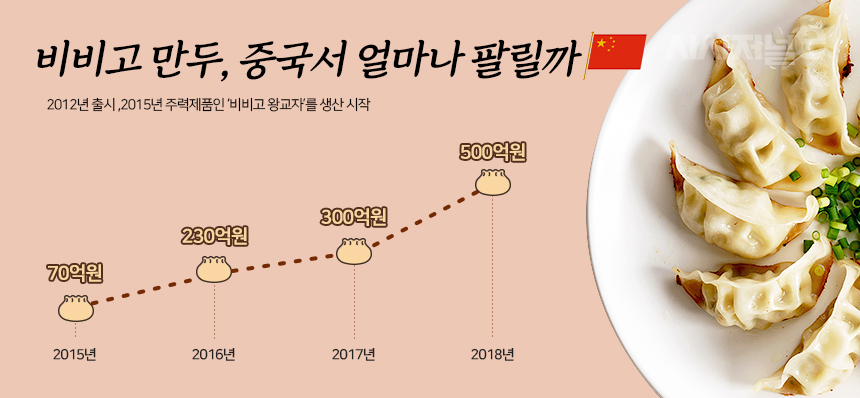 비비고 만두, 중국서 얼마나 팔릴까
2012년 출시 ,2015년 주력제품인 '비비고 왕교자'를 생산 시작
70억원
230억원
300억원
500억원
2015년
2016년
2017년
2018년